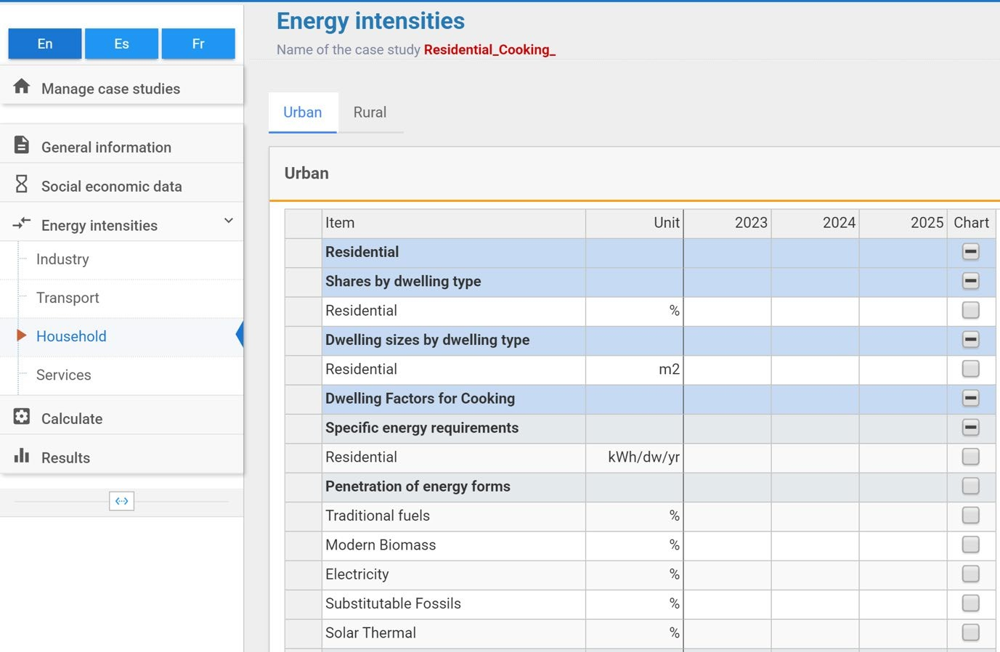 En Es Fr
Manage case studies
General information
Social economic data
Energy intensities
Industry
Transport
Household
Services
Calculate
Results
Energy intensities
Name of the case study Residential_Cooking_
Urban Rural
Urban
Item Unit 2023 2024 2025 Chart
Residential
Shares by dwelling type
Residential %
Dwelling sizes by dwelling type
Residential m2
Dwelling Factors for Cooking
Specific energy requirements
Residential kWh/dw/yr
Penetration of energy forms
Traditional fuels %
Modern Biomass %
Electricity %
Substitutable Fossils %
Solar Thermal %